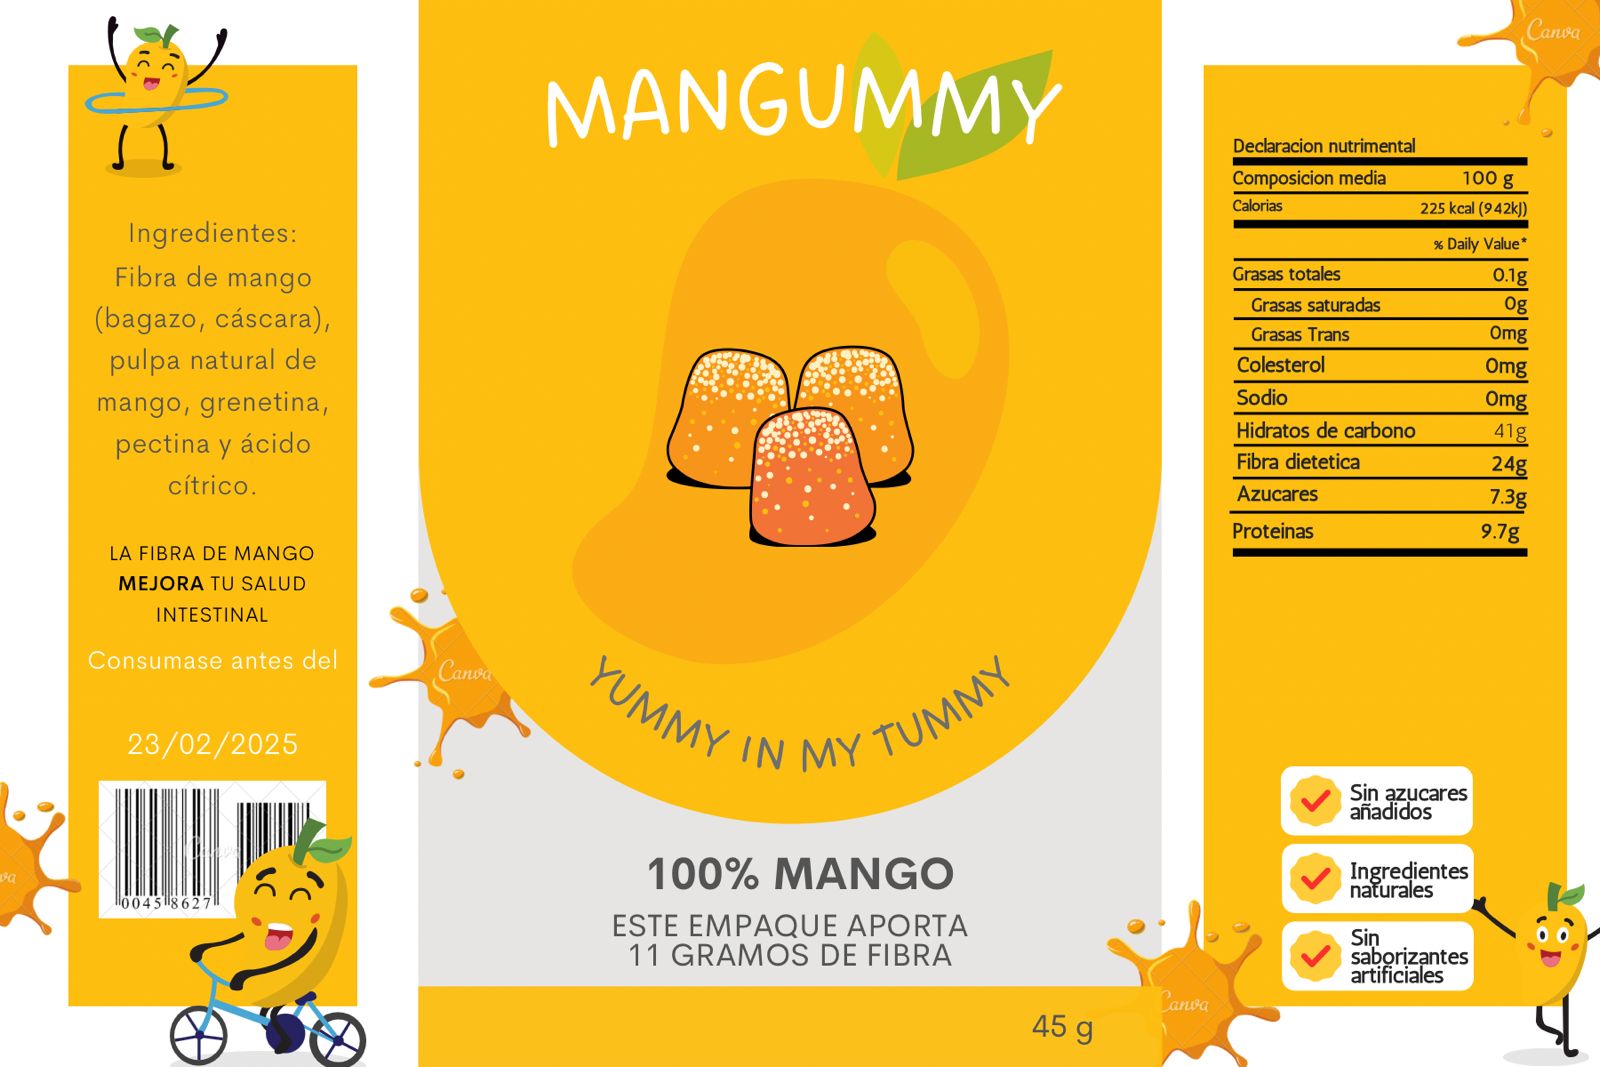 Ingredientes:
Fibra de mango
(bagazo, cáscara),
pulpa natural de
mango, grenetina,
pectina y ácido
cítrico.
LA FIBRA DE MANGO
MEJORA TU SALUD
INTESTINAL
Consumase antes del
23/02/2025
0045 8627
MANGUMMY
YUMMY IN MY TUMMY
100% MANGO
ESTE EMPAQUE APORTA
11 GRAMOS DE FIBRA
45 g
Declaracion nutrimental
Composicion media 100 g
Calorias 225 kcal (942kJ)
% Daily Value*
Grasas totales 0.1g
Grasas saturadas 0g
Grasas Trans 0mg
Colesterol 0mg
Sodio 0mg
Hidratos de carbono 41g
Fibra dietetica 24g
Azucares 7.3g
Proteinas 9.7g
Sin azucares
añadidos
Ingredientes
naturales
Sin
saborizantes
artificiales
Canva
Canva
Canva
Canva